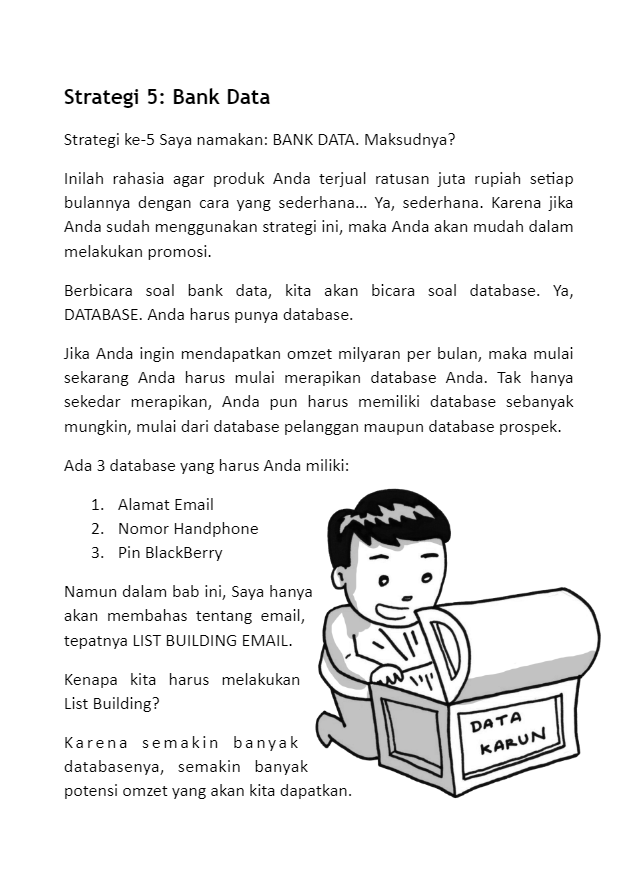 Strategi 5: Bank Data
Strategi ke-5 Saya namakan: BANK DATA. Maksudnya?
Inilah rahasia agar produk Anda terjual ratusan juta rupiah setiap
bulannya dengan cara yang sederhana... Ya, sederhana. Karena jika
Anda sudah menggunakan strategi ini, maka Anda akan mudah dalam
melakukan promosi.
Berbicara soal bank data, kita akan bicara soal database. Ya,
DATABASE. Anda harus punya database.
Jika Anda ingin mendapatkan omzet milyaran per bulan, maka mulai
sekarang Anda harus mulai merapikan database Anda. Tak hanya
sekedar merapikan, Anda pun harus memiliki database sebanyak
mungkin, mulai dari database pelanggan maupun database prospek.
Ada 3 database yang harus Anda miliki:
1. Alamat Email
2. Nomor Handphone
3. Pin BlackBerry
Namun dalam bab ini, Saya hanya
akan membahas tentang email,
tepatnya LIST BUILDING EMAIL.
Kenapa kita harus melakukan
List Building?
Karena semakin banyak
databasenya, semakin banyak
potensi omzet yang akan kita dapatkan.
DATA
KARUN